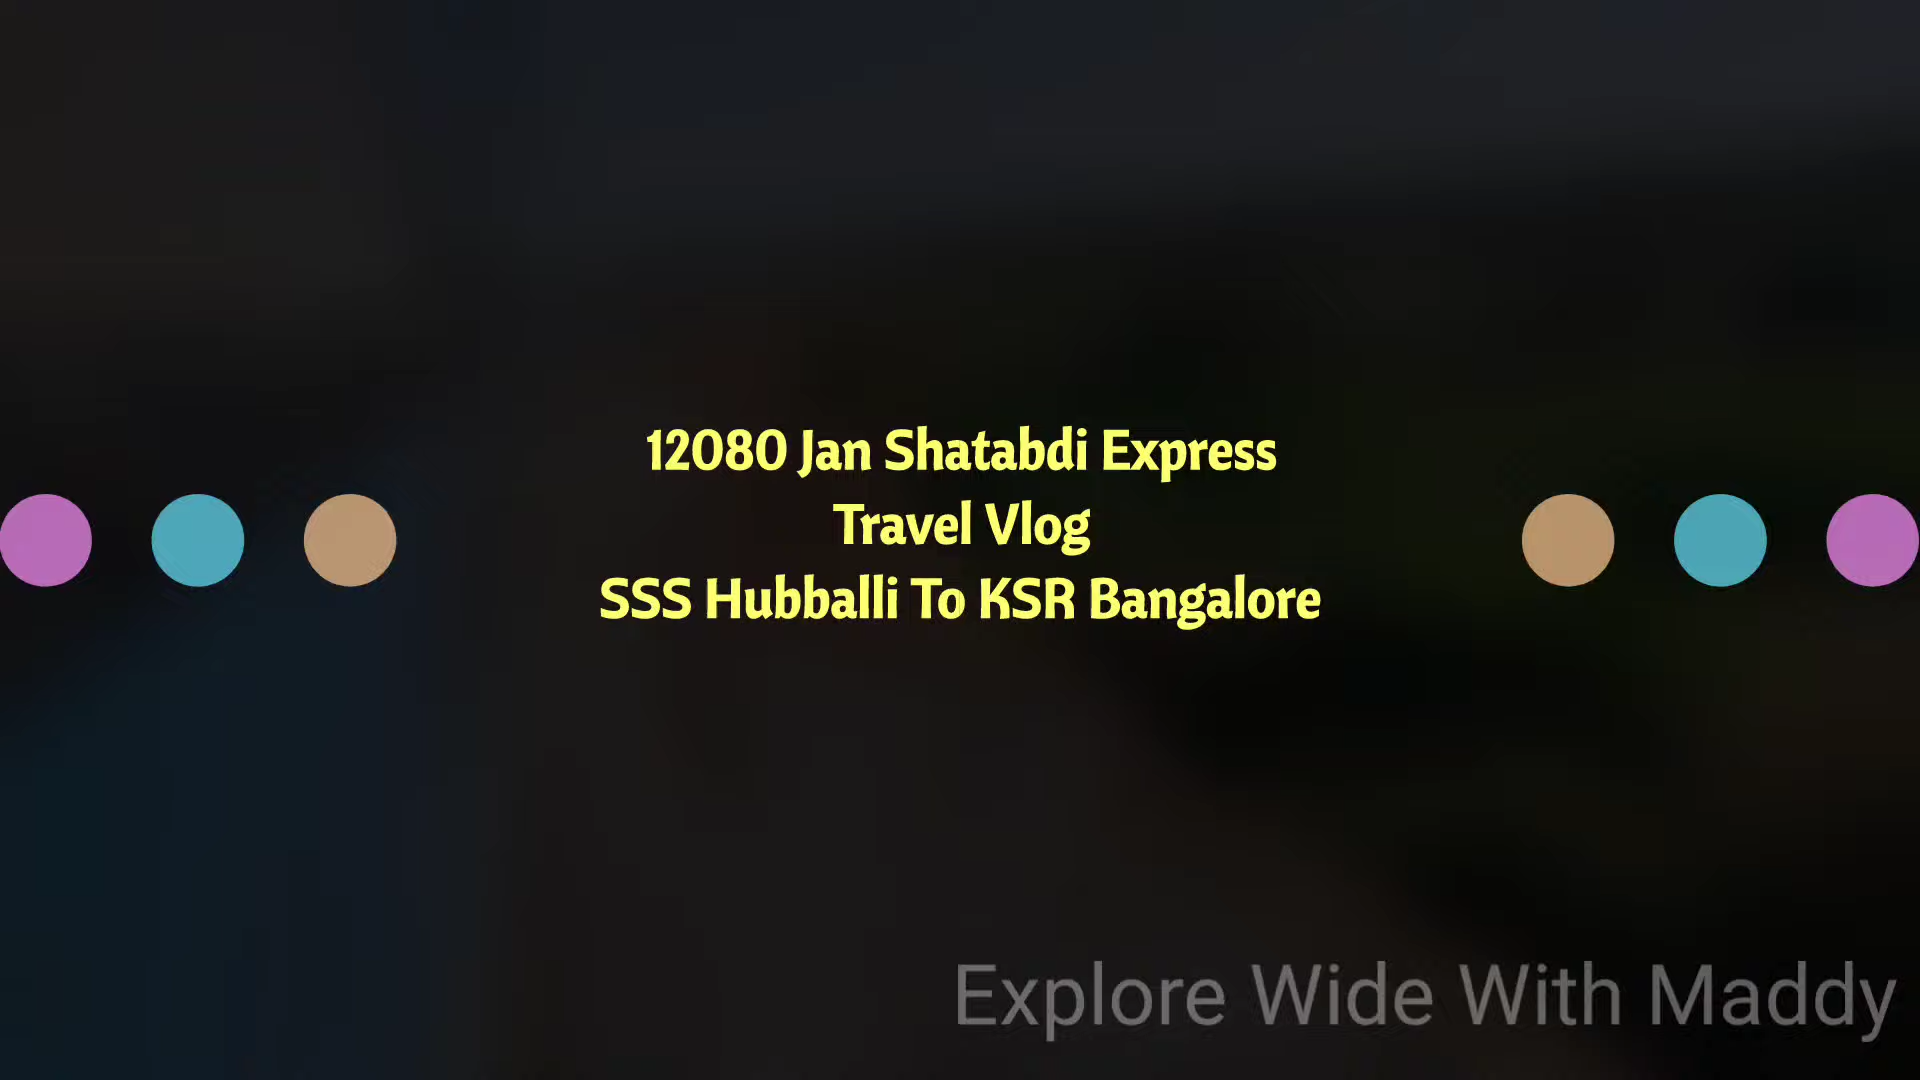 12080 Jan Shatabdi Express
Travel Vlog
SSS Hubballi To KSR Bangalore
Explore Wide With Maddy